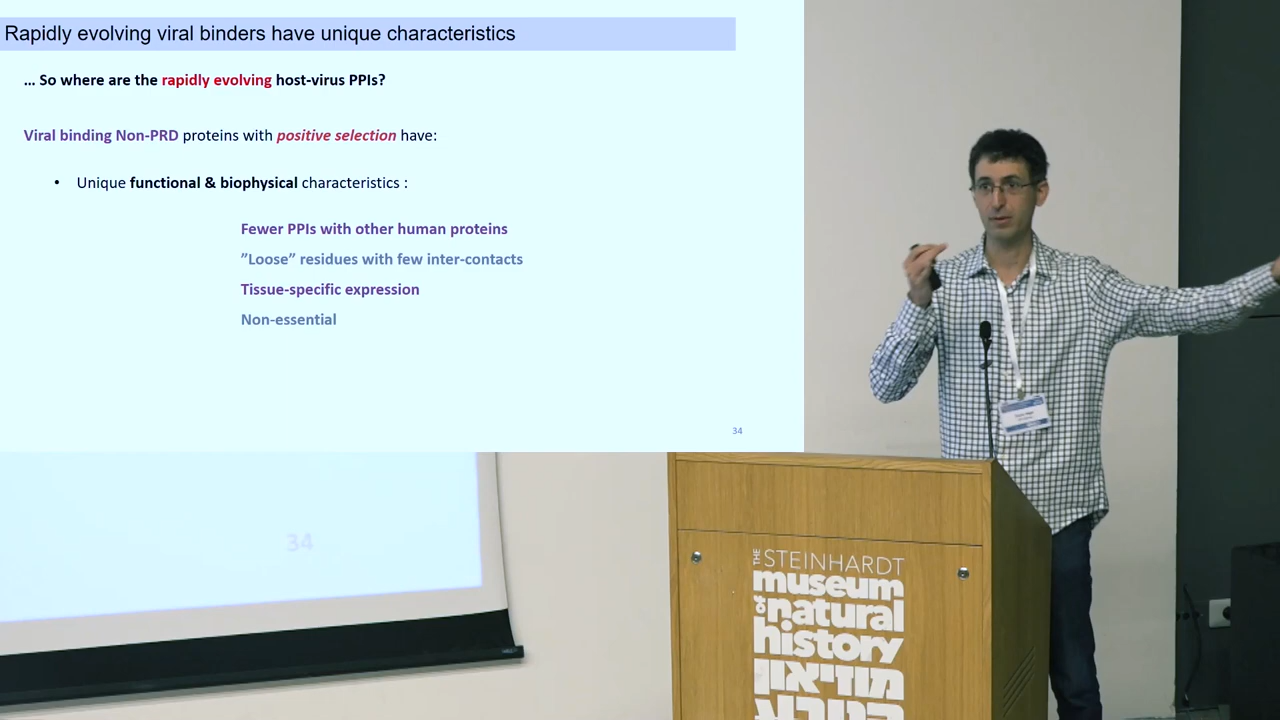 Rapidly evolving viral binders have unique characteristics
... So where are the rapidly evolving host-virus PPIs?
Viral binding Non-PRD proteins with positive selection have:
• Unique functional & biophysical characteristics :
Fewer PPIs with other human proteins
”Loose” residues with few inter-contacts
Tissue-specific expression
Non-essential
34
34
THE STEINHARDT
museum
of natural
history
מוזיאון